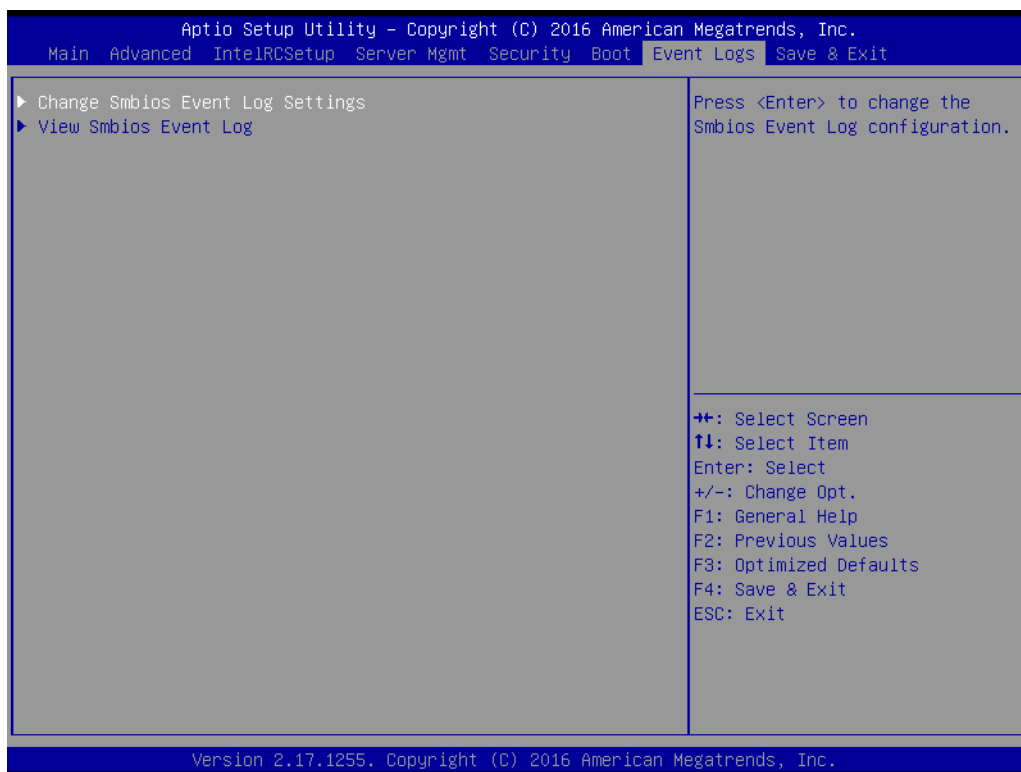 Aptio Setup Utility – Copyright (C) 2016 American Megatrends, Inc.
Main Advanced IntelRCSetup Server Mgmt Security Boot Event Logs Save & Exit
▶ Change Smbios Event Log Settings
▶ View Smbios Event Log
Press <Enter> to change the
Smbios Event Log configuration.
→←: Select Screen
↑↓: Select Item
Enter: Select
+/-: Change Opt.
F1: General Help
F2: Previous Values
F3: Optimized Defaults
F4: Save & Exit
ESC: Exit
Version 2.17.1255. Copyright (C) 2016 American Megatrends, Inc.